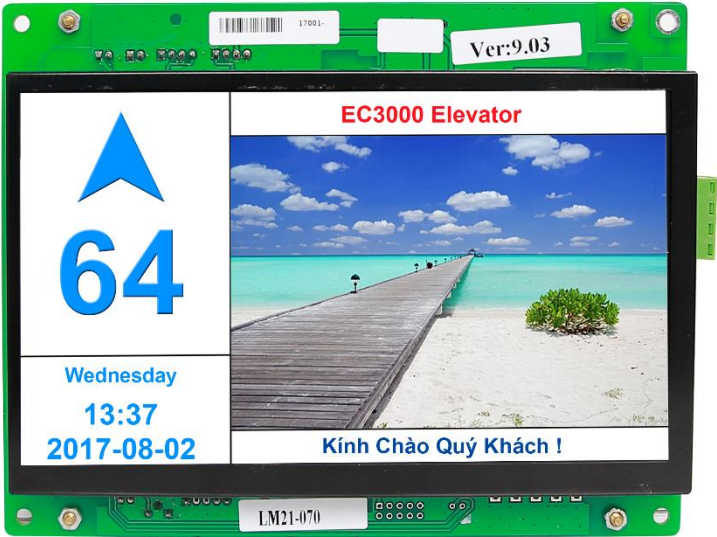 17001-
Ver:9.03
EC3000 Elevator
64
Wednesday
13:37
2017-08-02
Kính Chào Quý Khách !
LM21-070